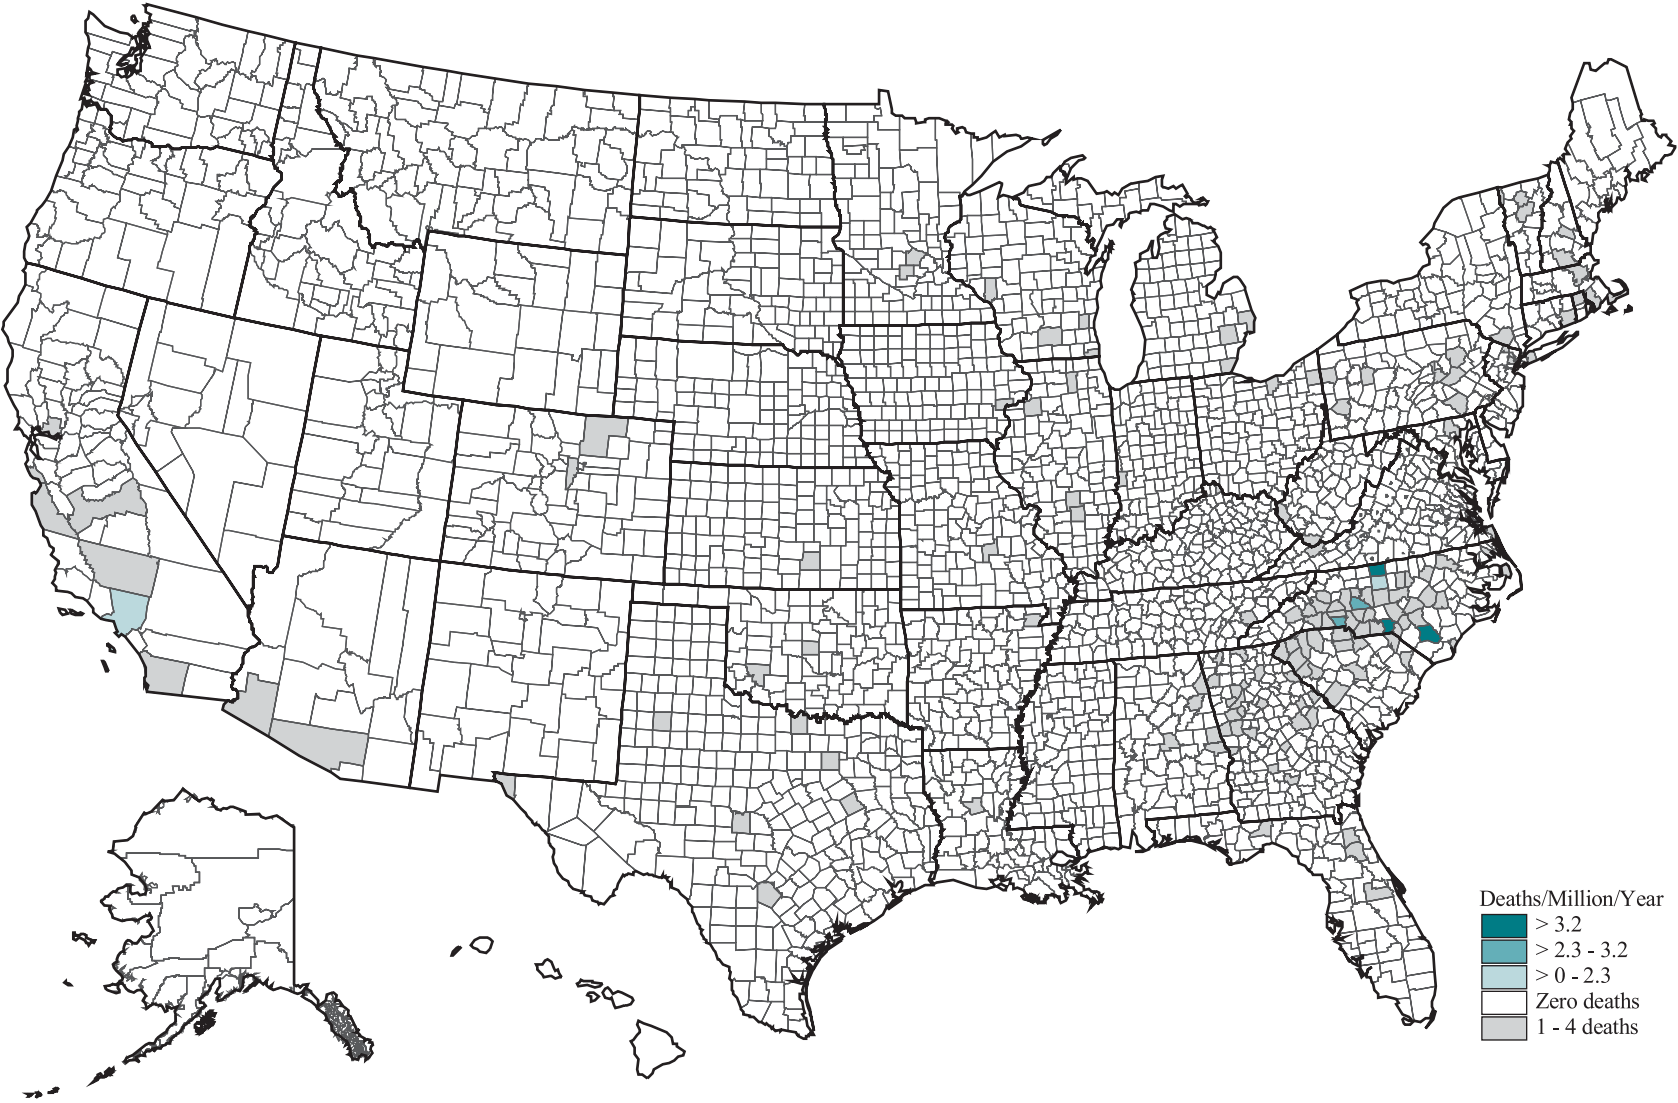 Deaths/Million/Year
> 3.2
> 2.3 - 3.2
> 0 - 2.3
Zero deaths
1 - 4 deaths